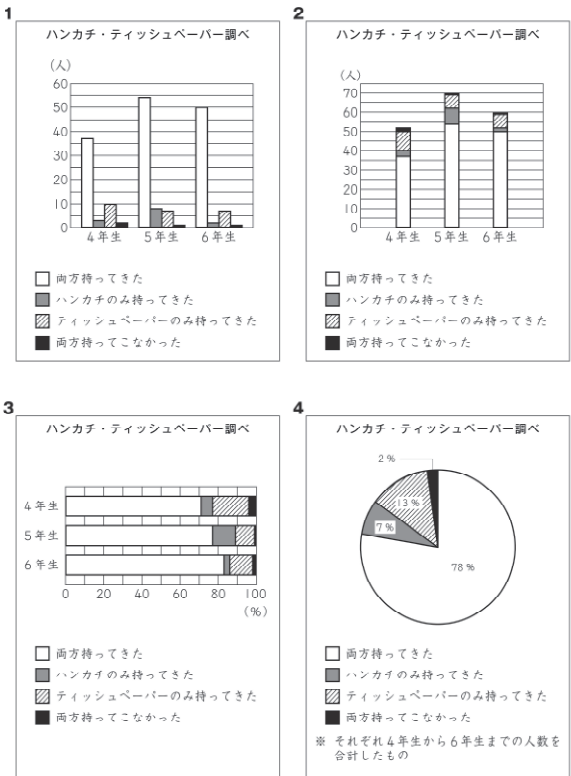 1
ハンカチ・ティッシュペーパー調べ
(人)
60
50
40
30
20
10
0
4年生 5年生 6年生
両方持ってきた
ハンカチのみ持ってきた
ティッシュペーパーのみ持ってきた
両方持ってこなかった
2
ハンカチ・ティッシュペーパー調べ
(人)
70
60
50
40
30
20
10
0
4年生 5年生 6年生
両方持ってきた
ハンカチのみ持ってきた
ティッシュペーパーのみ持ってきた
両方持ってこなかった
3
ハンカチ・ティッシュペーパー調べ
4年生
5年生
6年生
0 20 40 60 80 100
(%)
両方持ってきた
ハンカイのみ持ってきた
ティッシュペーパーのみ持ってきた
両方持ってこなかった
4
ハンカチ・ティッシュペーパー調べ
2%
13%
7%
78%
両方持ってきた
ハンカイのみ持ってきた
ティッシュペーパーのみ持ってきた
両方持ってこなかった
※ それぞれ4年生から6年生までの人数を
合計したもの